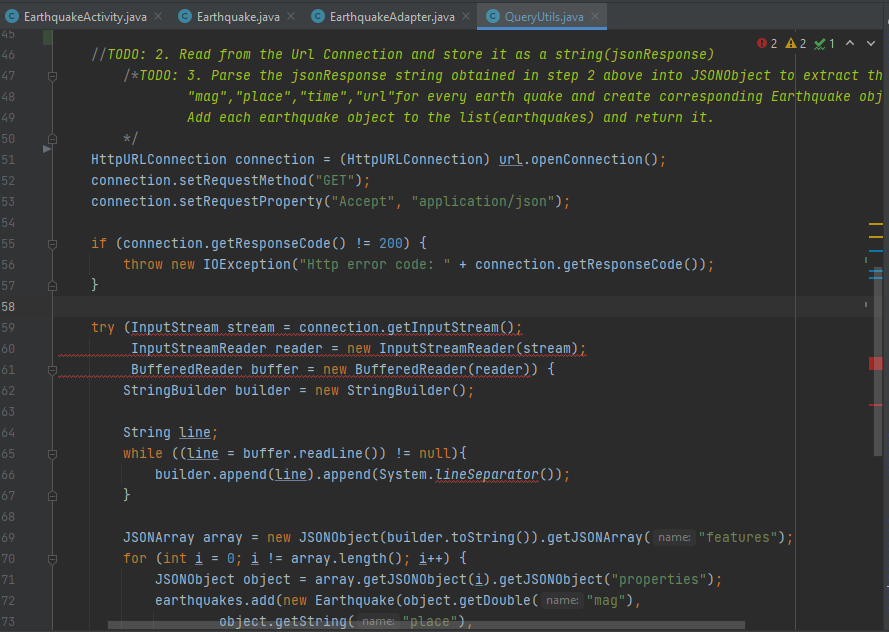 EarthquakeActivity.java Earthquake.java EarthquakeAdapter.java QueryUtils.java
45 2 2 1
46 //TODO: 2. Read from the Url Connection and store it as a string(jsonResponse)
47 /*TODO: 3. Parse the jsonResponse string obtained in step 2 above into JSONObject to extract th
48 "mag","place","time","url"for every earth quake and create corresponding Earthquake obj
49 Add each earthquake object to the list(earthquakes) and return it.
50 */
51 HttpURLConnection connection = (HttpURLConnection) url.openConnection();
52 connection.setRequestMethod("GET");
53 connection.setRequestProperty("Accept", "application/json");
54
55 if (connection.getResponseCode() != 200) {
56 throw new IOException("Http error code: " + connection.getResponseCode());
57 }
58
59 try (InputStream stream = connection.getInputStream();
60 InputStreamReader reader = new InputStreamReader(stream);
61 BufferedReader buffer = new BufferedReader(reader)) {
62 StringBuilder builder = new StringBuilder();
63
64 String line;
65 while ((line = buffer.readLine()) != null){
66 builder.append(line).append(System.lineSeparator());
67 }
68
69 JSONArray array = new JSONObject(builder.toString()).getJSONArray( name: "features");
70 for (int i = 0; i != array.length(); i++) {
71 JSONObject object = array.getJSONObject(i).getJSONObject("properties");
72 earthquakes.add(new Earthquake(object.getDouble( name: "mag"),
73 object.getString( name: "place"),